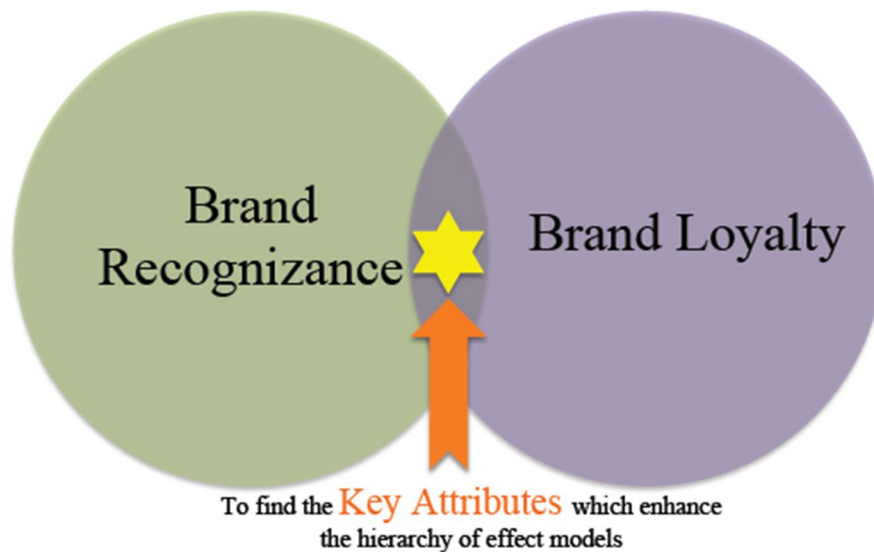 Brand
Recognizance
Brand Loyalty
To find the Key Attributes which enhance
the hierarchy of effect models